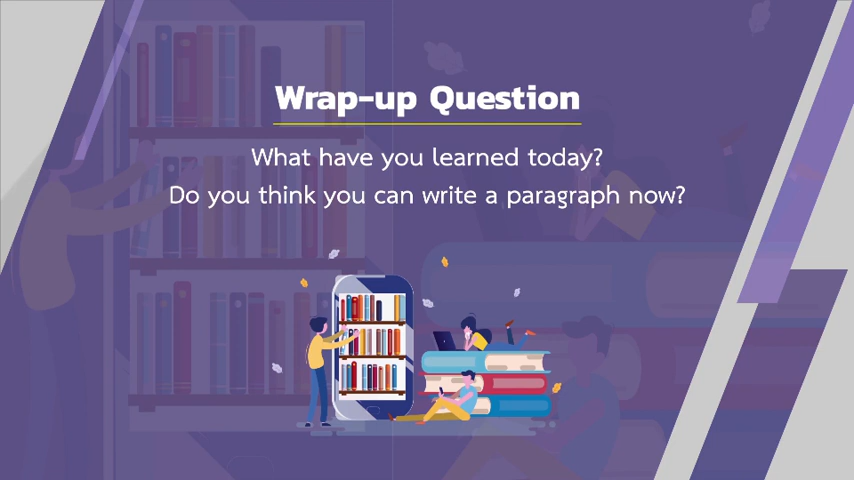 Wrap-up Question
What have you learned today?
Do you think you can write a paragraph now?